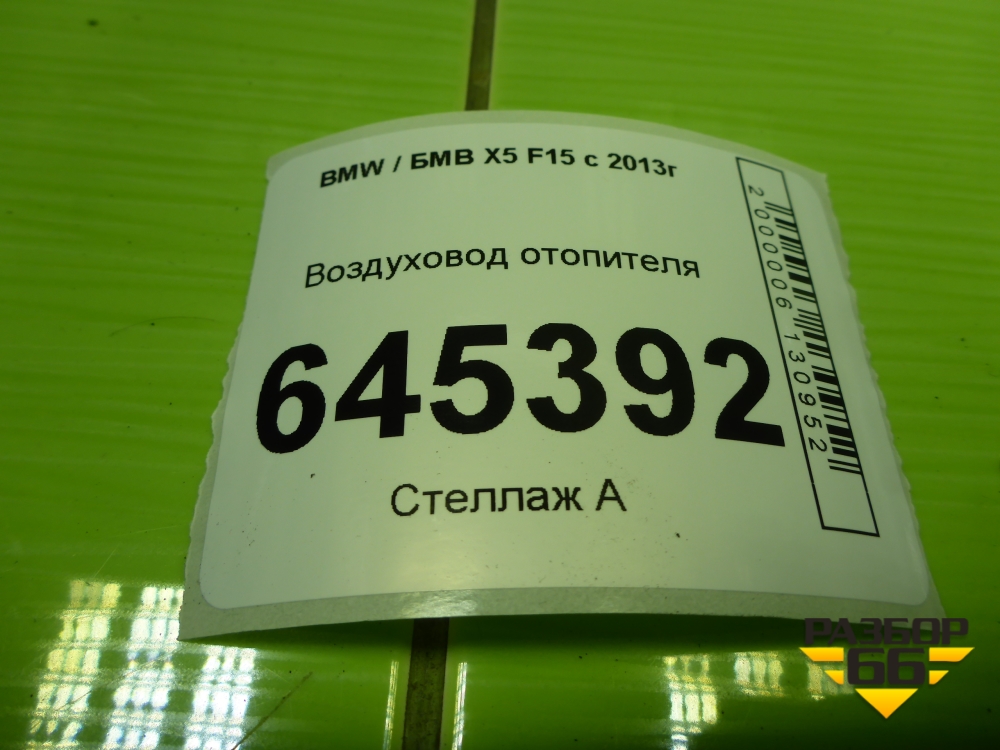 BMW / БМВ X5 F15 с 2013г
Воздуховод отопителя
645392
Стеллаж А
2000006130952
РАЗБОР
66